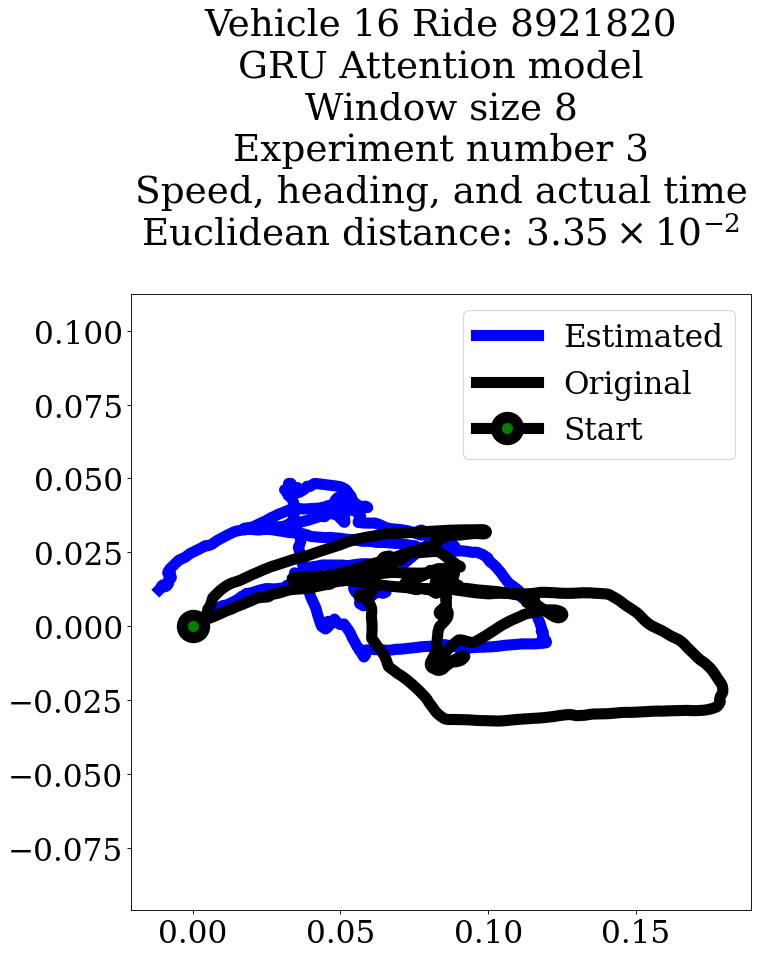 Vehicle 16 Ride 8921820
GRU Attention model
Window size 8
Experiment number 3
Speed, heading, and actual time
Euclidean distance: 3.35 × 10⁻²
Estimated
Original
Start
0.100
0.075
0.050
0.025
0.000
−0.025
−0.050
−0.075
0.00 0.05 0.10 0.15